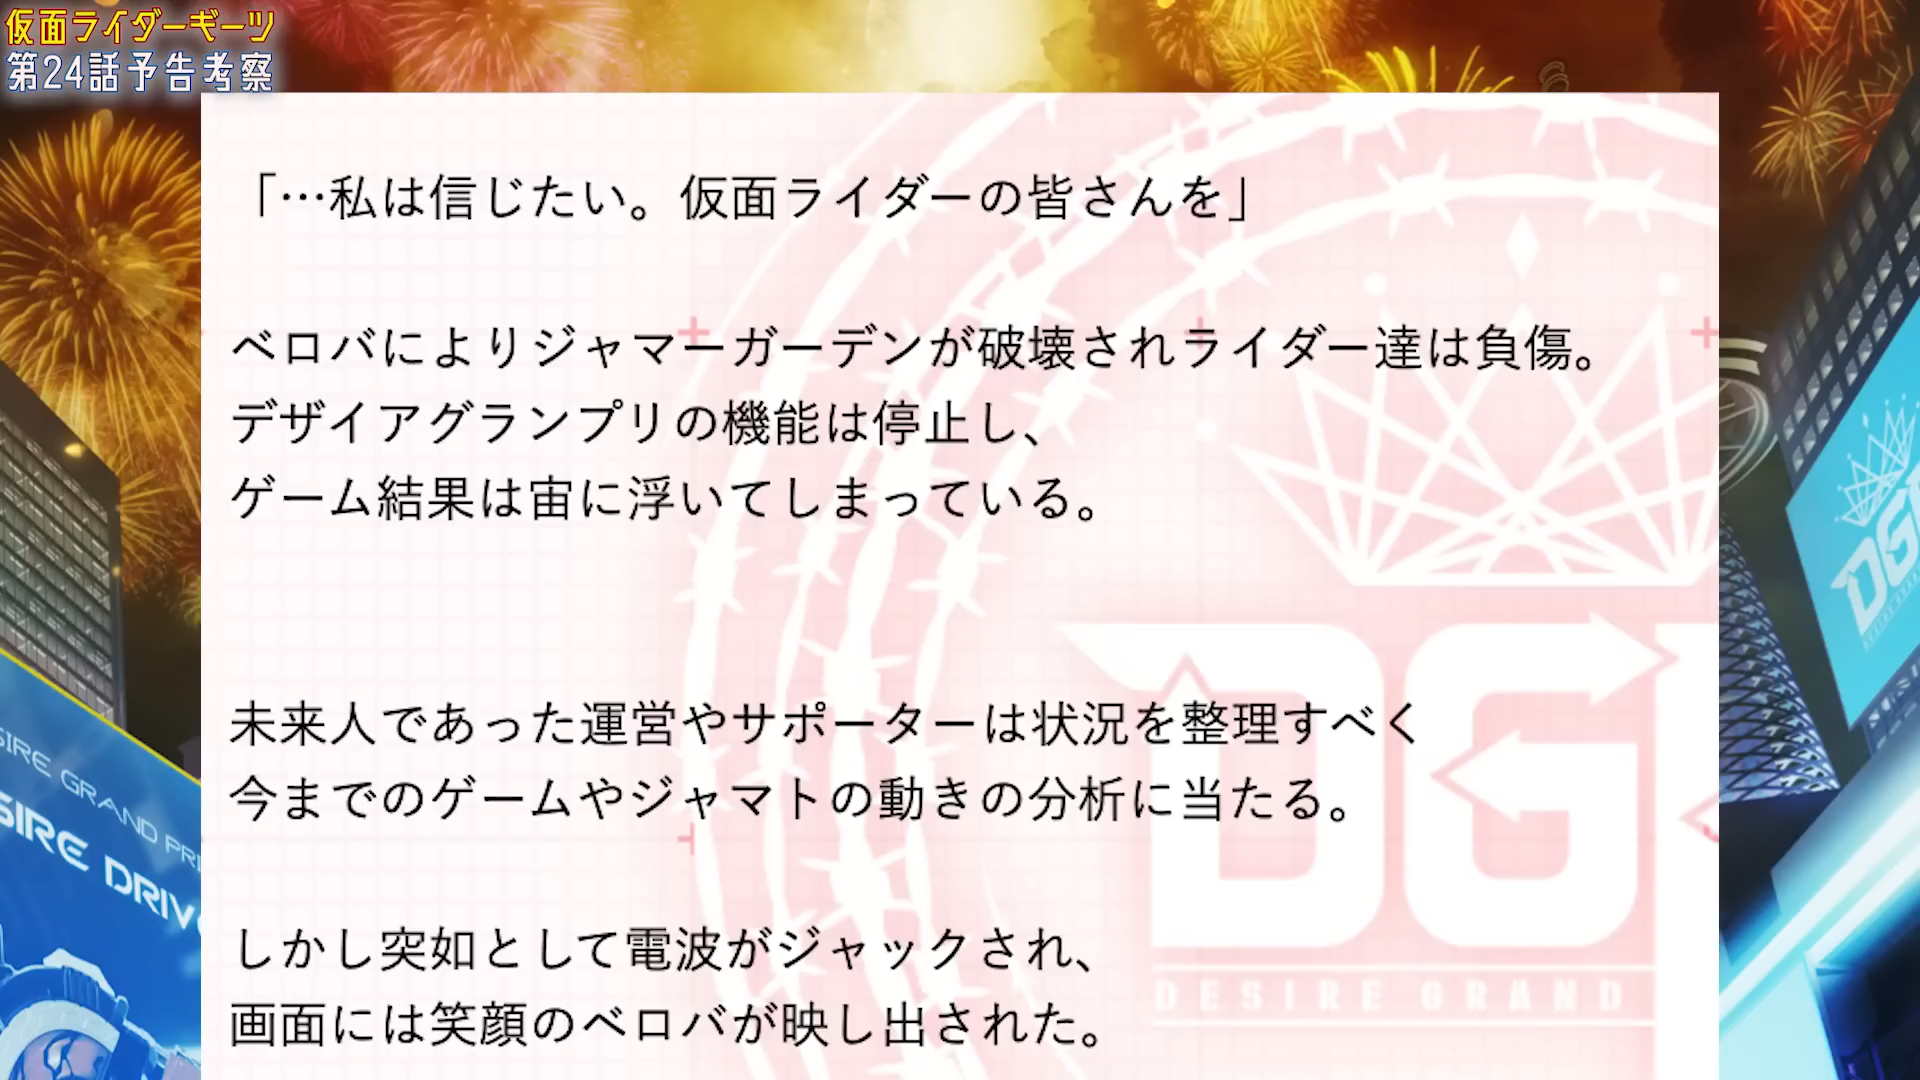 仮面ライダーギーツ
第24話予告考察
「…私は信じたい。仮面ライダーの皆さんを」
ベロバによりジャマーガーデンが破壊されライダー達は負傷。
デザイアグランプリの機能は停止し、
ゲーム結果は宙に浮いてしまっている。
未来人であった運営やサポーターは状況を整理すべく
今までのゲームやジャマトの動きの分析に当たる。
しかし突如として電波がジャックされ、
画面には笑顔のベロバが映し出された。
DG
DESIRE GRAND
SIRE GRAND PRI
SIRE DRIV
DG